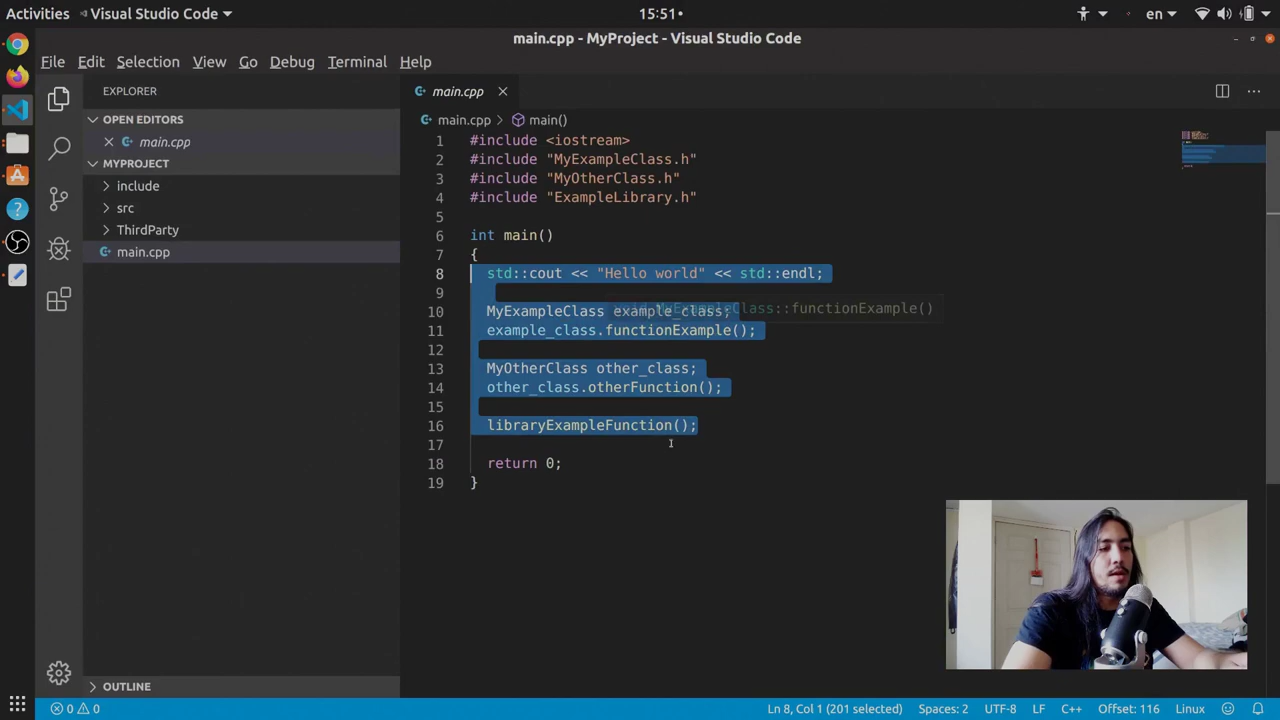 Activities
Visual Studio Code
15:51
en
main.cpp - MyProject - Visual Studio Code
File Edit Selection View Go Debug Terminal Help
EXPLORER
OPEN EDITORS
main.cpp
MYPROJECT
include
src
ThirdParty
main.cpp
OUTLINE
main.cpp
main.cpp > main()
1 #include <iostream>
2 #include "MyExampleClass.h"
3 #include "MyOtherClass.h"
4 #include "ExampleLibrary.h"
5
6 int main()
7 {
8 std::cout << "Hello world" << std::endl;
9
10 MyExampleClass example_class;
MyExampleClass::functionExample()
11 example_class.functionExample();
12
13 MyOtherClass other_class;
14 other_class.otherFunction();
15
16 libraryExampleFunction();
17
18 return 0;
19 }
0 0
Ln 8, Col 1 (201 selected) Spaces: 2 UTF-8 LF C++ Offset: 116 Linux